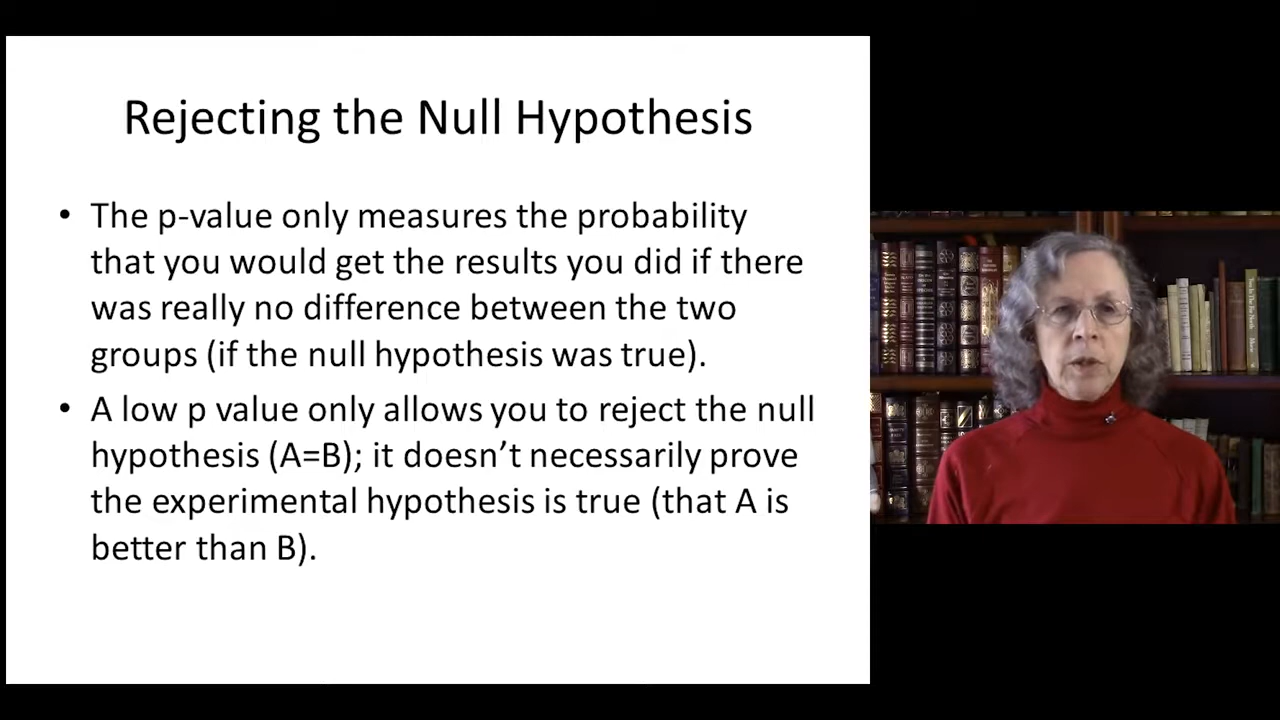 Rejecting the Null Hypothesis
• The p-value only measures the probability
that you would get the results you did if there
was really no difference between the two
groups (if the null hypothesis was true).
• A low p value only allows you to reject the null
hypothesis (A=B); it doesn’t necessarily prove
the experimental hypothesis is true (that A is
better than B).